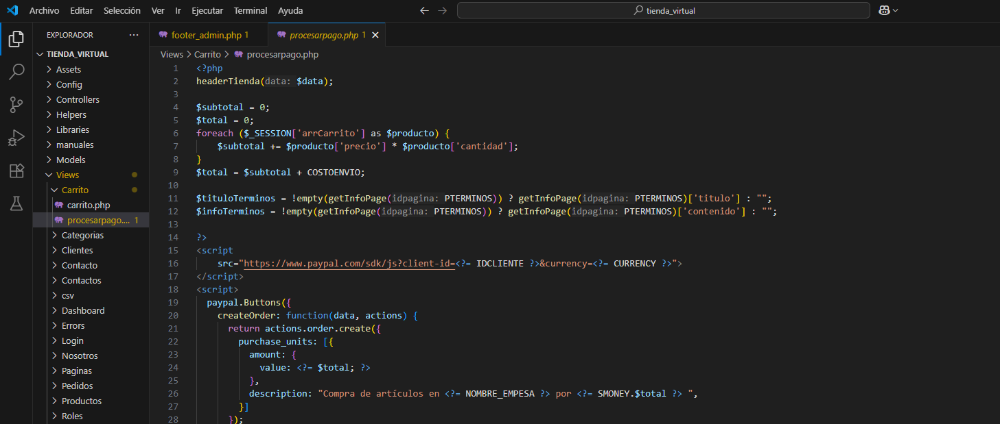 Archivo Editar Selección Ver Ir Ejecutar Terminal Ayuda
tienda_virtual
EXPLORADOR
TIENDA_VIRTUAL
Assets
Config
Controllers
Helpers
Libraries
manuales
Models
Views
Carrito
carrito.php
procesarpago.... 1
Categorias
Clientes
Contacto
Contactos
csv
Dashboard
Errors
Login
Nosotros
Paginas
Pedidos
Productos
Roles
footer_admin.php 1
procesarpago.php 1
Views > Carrito > procesarpago.php
1 <?php
2 headerTienda(data: $data);
3
4 $subtotal = 0;
5 $total = 0;
6 foreach ($_SESSION['arrCarrito'] as $producto) {
7 $subtotal += $producto['precio'] * $producto['cantidad'];
8 }
9 $total = $subtotal + COSTOENVIO;
10
11 $tituloTerminos = !empty(getInfoPage(idpagina: PTERMINOS)) ? getInfoPage(idpagina: PTERMINOS)['titulo'] : "";
12 $infoTerminos = !empty(getInfoPage(idpagina: PTERMINOS)) ? getInfoPage(idpagina: PTERMINOS)['contenido'] : "";
13
14 ?>
15 <script
16 src="https://www.paypal.com/sdk/js?client-id=<?= IDCLIENTE ?>&currency=<?= CURRENCY ?>">
17 </script>
18 <script>
19 paypal.Buttons({
20 createOrder: function(data, actions) {
21 return actions.order.create({
22 purchase_units: [{
23 amount: {
24 value: <?= $total; ?>
25 },
26 description: "Compra de artículos en <?= NOMBRE_EMPESA ?> por <?= SMONEY.$total ?> ",
27 }]
28 });